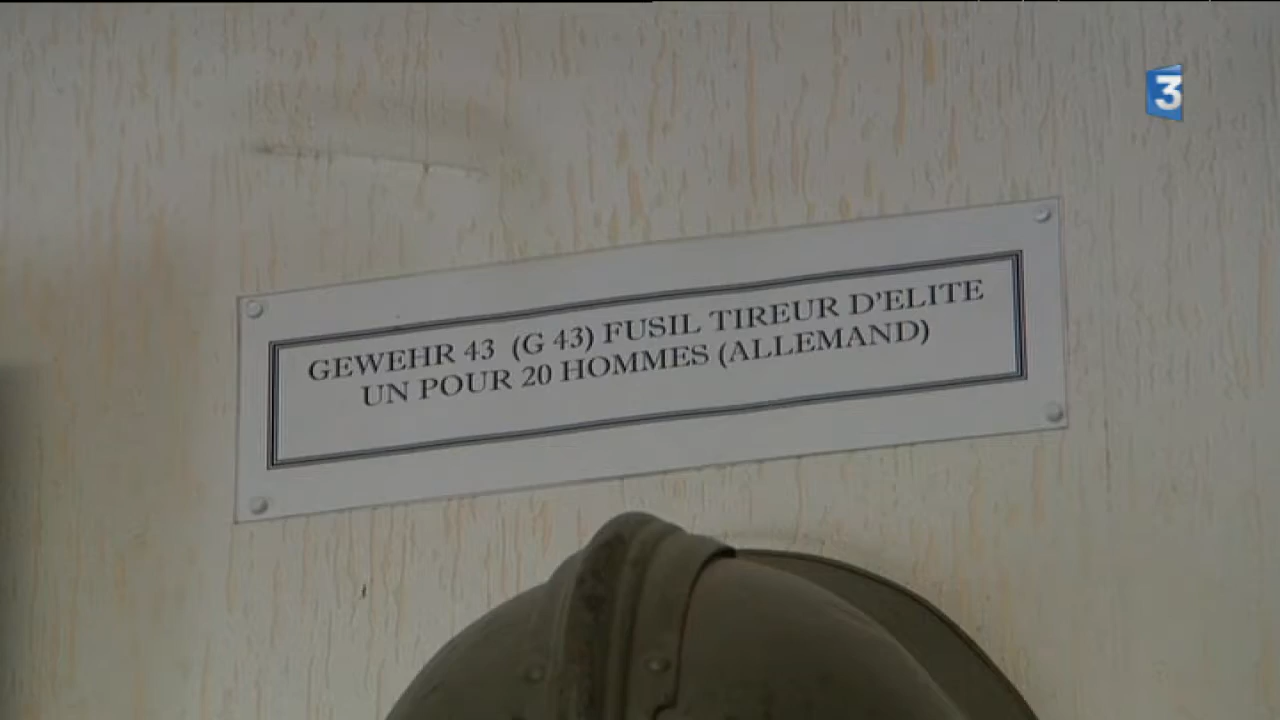 3
GEWEHR 43 (G 43) FUSIL TIREUR D'ELITE
UN POUR 20 HOMMES (ALLEMAND)